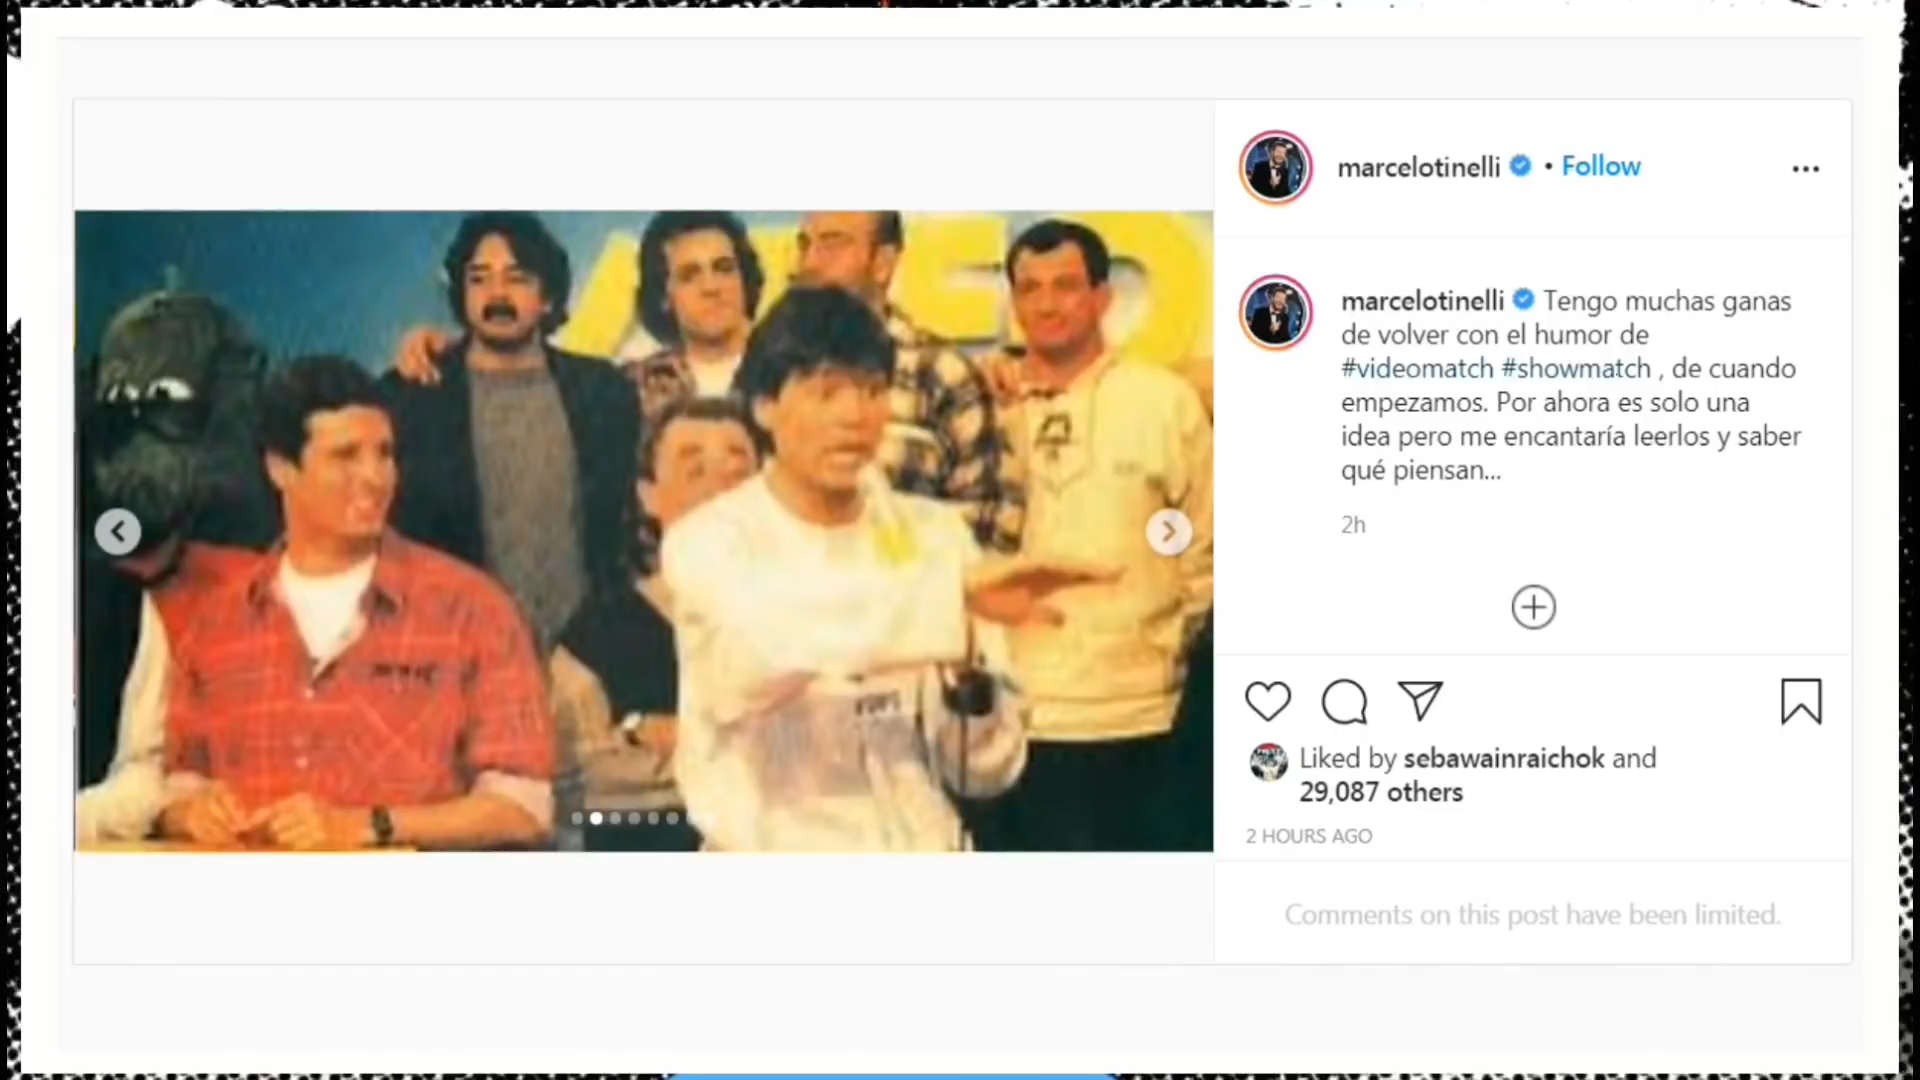 marcelotinelli • Follow
marcelotinelli Tengo muchas ganas
de volver con el humor de
#videomatch #showmatch , de cuando
empezamos. Por ahora es solo una
idea pero me encantaría leerlos y saber
qué piensan...
2h
Liked by sebawainraichok and
29,087 others
2 HOURS AGO
Comments on this post have been limited.